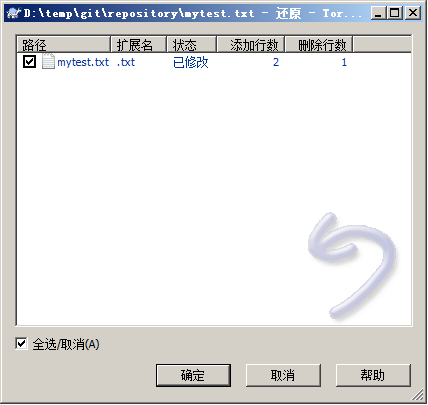 D:\temp\git\repository\mytest.txt - 还原 - Tor...
路径 扩展名 状态 添加行数 删除行数
mytest.txt .txt 已修改 2 1
全选/取消(A)
确定 取消 帮助